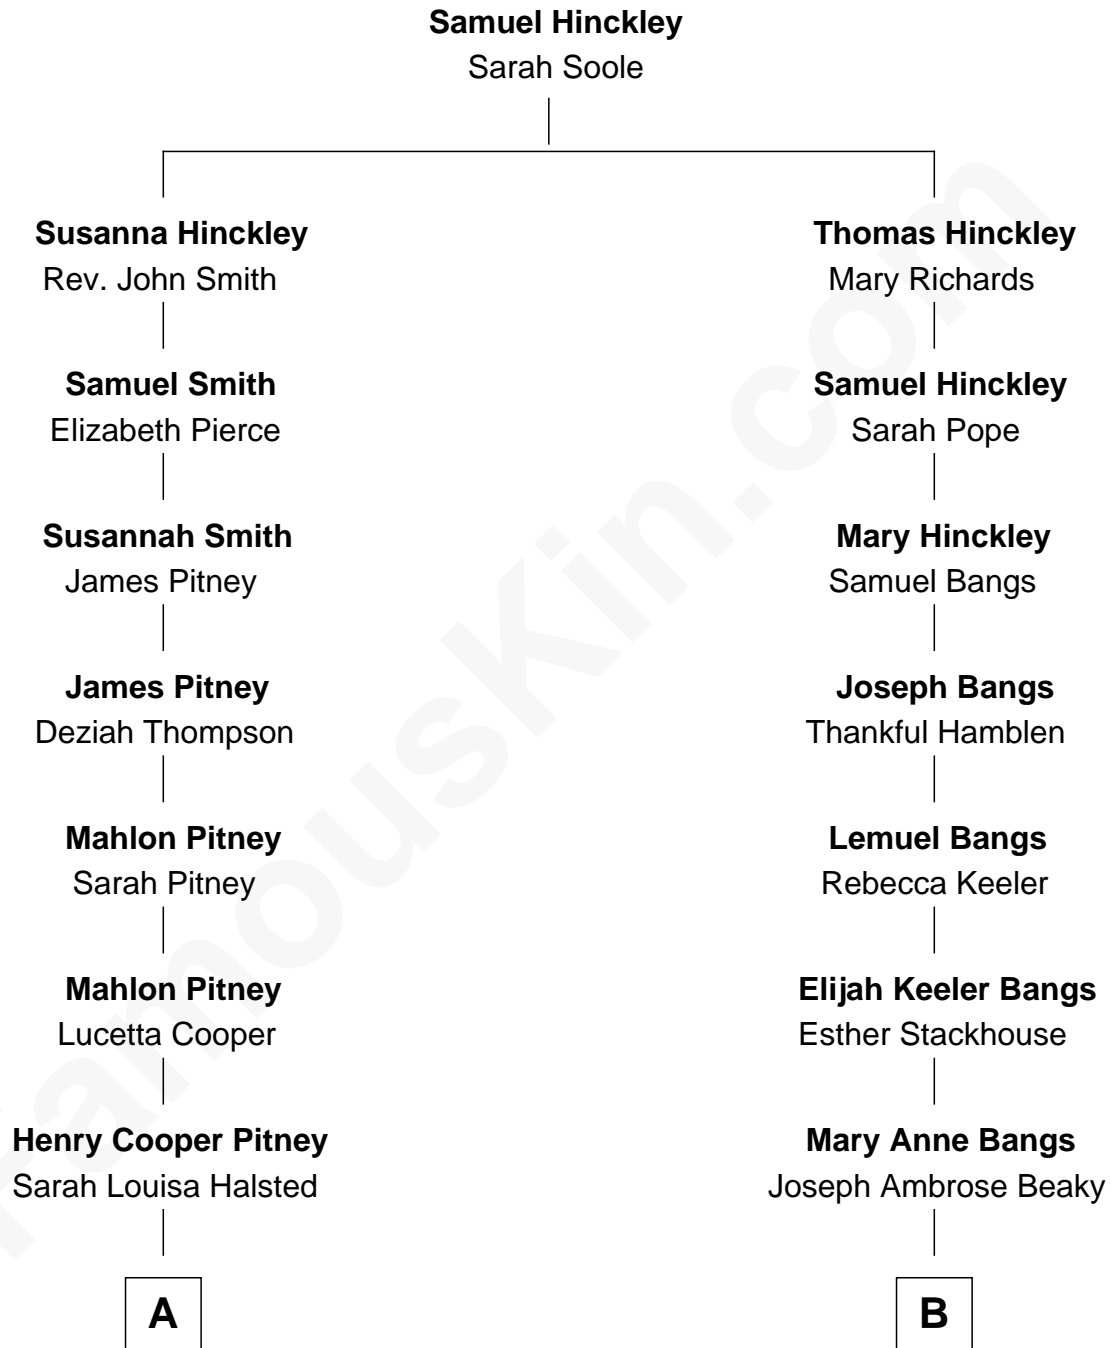 Samuel Hinckley
Sarah Soole
Susanna Hinckley
Rev. John Smith
Thomas Hinckley
Mary Richards
Samuel Smith
Elizabeth Pierce
Samuel Hinckley
Sarah Pope
Susannah Smith
James Pitney
Mary Hinckley
Samuel Bangs
James Pitney
Deziah Thompson
Joseph Bangs
Thankful Hamblen
Mahlon Pitney
Sarah Pitney
Lemuel Bangs
Rebecca Keeler
Mahlon Pitney
Lucetta Cooper
Elijah Keeler Bangs
Esther Stackhouse
Henry Cooper Pitney
Sarah Louisa Halsted
Mary Anne Bangs
Joseph Ambrose Beaky
A
B
FamousKin.com